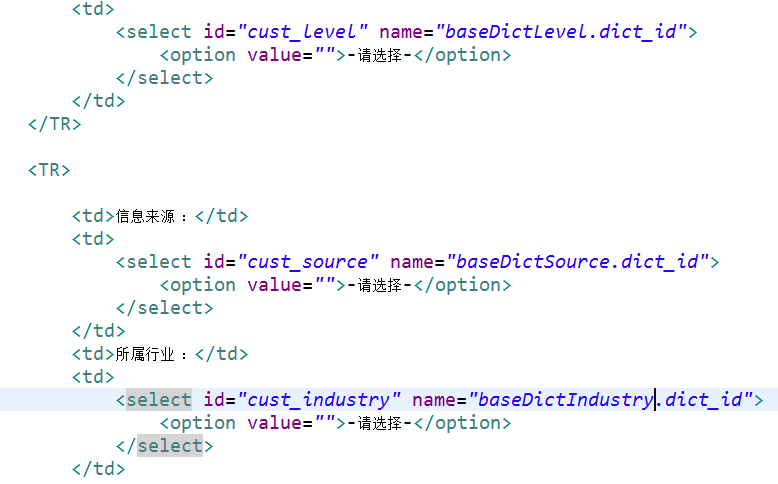 <td>
<select id="cust_level" name="baseDictLevel.dict_id">
<option value="">-请选择-</option>
</select>
</td>
</TR>
<TR>
<td>信息来源：</td>
<td>
<select id="cust_source" name="baseDictSource.dict_id">
<option value="">-请选择-</option>
</select>
</td>
<td>所属行业：</td>
<td>
<select id="cust_industry" name="baseDictIndustry.dict_id">
<option value="">-请选择-</option>
</select>
</td>